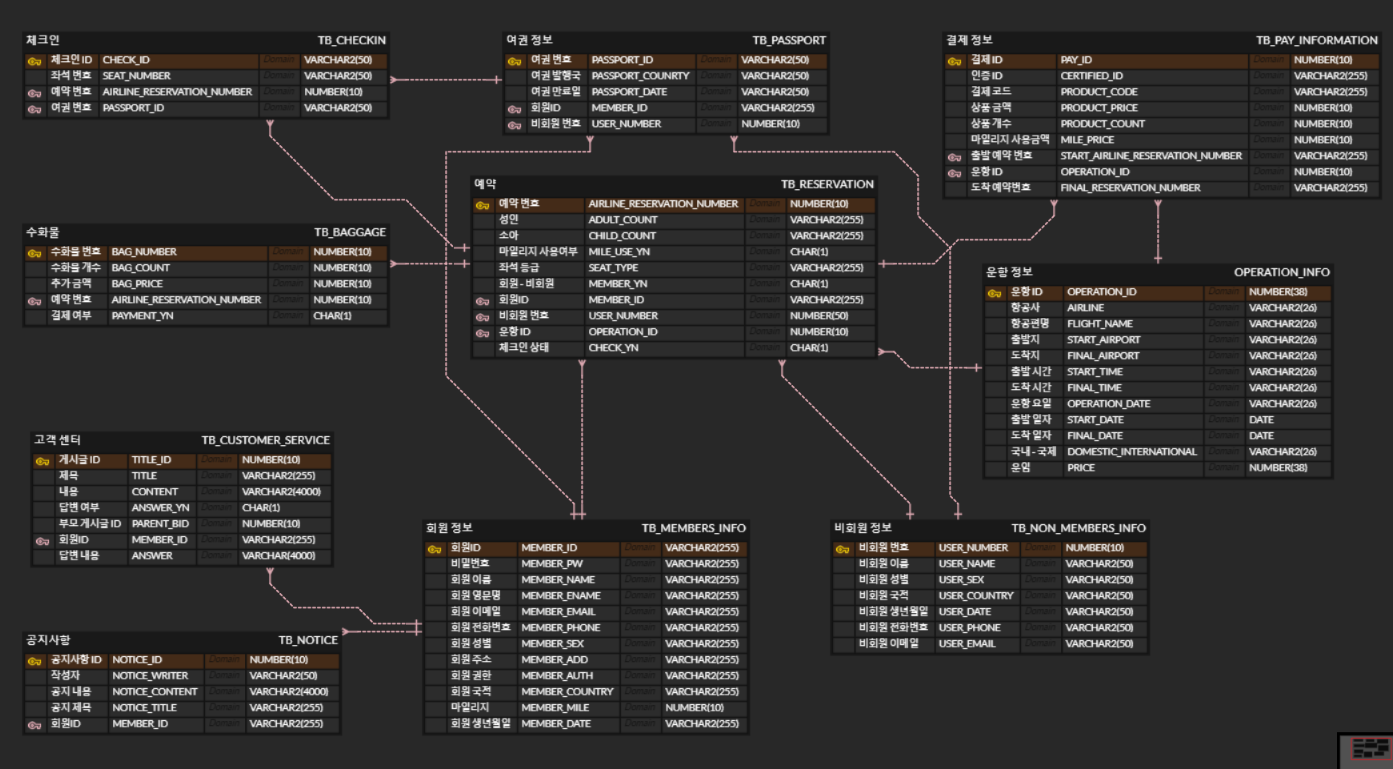 체크인 TB_CHECKIN
체크인 ID CHECK_ID Domain VARCHAR2(50)
좌석 번호 SEAT_NUMBER Domain VARCHAR2(50)
예약 번호 AIRLINE_RESERVATION_NUMBER Domain NUMBER(10)
여권 번호 PASSPORT_ID Domain VARCHAR2(50)
여권 정보 TB_PASSPORT
여권 번호 PASSPORT_ID Domain VARCHAR2(50)
여권 발행국 PASSPORT_COUNRTY Domain VARCHAR2(50)
여권 만료일 PASSPORT_DATE Domain VARCHAR2(50)
회원ID MEMBER_ID Domain VARCHAR2(255)
비회원 번호 USER_NUMBER Domain NUMBER(10)
결제 정보 TB_PAY_INFORMATION
결제 ID PAY_ID Domain NUMBER(10)
인증 ID CERTIFIED_ID Domain VARCHAR2(255)
결제 코드 PRODUCT_CODE Domain VARCHAR2(255)
상품 금액 PRODUCT_PRICE Domain NUMBER(10)
상품 개수 PRODUCT_COUNT Domain NUMBER(10)
마일리지 사용금액 MILE_PRICE Domain NUMBER(10)
출발 예약 번호 START_AIRLINE_RESERVATION_NUMBER Domain VARCHAR2(255)
운항 ID OPERATION_ID Domain NUMBER(10)
도착 예약번호 FINAL_RESERVATION_NUMBER Domain VARCHAR2(255)
예약 TB_RESERVATION
예약 번호 AIRLINE_RESERVATION_NUMBER Domain NUMBER(10)
성인 ADULT_COUNT Domain VARCHAR2(255)
소아 CHILD_COUNT Domain VARCHAR2(255)
마일리지 사용여부 MILE_USE_YN Domain CHAR(1)
좌석 등급 SEAT_TYPE Domain VARCHAR2(255)
회원 - 비회원 MEMBER_YN Domain CHAR(1)
회원ID MEMBER_ID Domain VARCHAR2(255)
비회원 번호 USER_NUMBER Domain NUMBER(50)
운항 ID OPERATION_ID Domain NUMBER(10)
체크인 상태 CHECK_YN Domain CHAR(1)
수화물 TB_BAGGAGE
수화물 번호 BAG_NUMBER Domain NUMBER(10)
수화물 개수 BAG_COUNT Domain NUMBER(10)
추가 금액 BAG_PRICE Domain NUMBER(10)
예약 번호 AIRLINE_RESERVATION_NUMBER Domain NUMBER(10)
결제 여부 PAYMENT_YN Domain CHAR(1)
운항 정보 OPERATION_INFO
운항 ID OPERATION_ID Domain NUMBER(38)
항공사 AIRLINE Domain VARCHAR2(26)
항공편명 FLIGHT_NAME Domain VARCHAR2(26)
출발지 START_AIRPORT Domain VARCHAR2(26)
도착지 FINAL_AIRPORT Domain VARCHAR2(26)
출발 시간 START_TIME Domain VARCHAR2(26)
도착 시간 FINAL_TIME Domain VARCHAR2(26)
운항 요일 OPERATION_DATE Domain VARCHAR2(26)
출발 일자 START_DATE Domain DATE
도착 일자 FINAL_DATE Domain DATE
국내 - 국제 DOMESTIC_INTERNATIONAL Domain VARCHAR2(26)
운임 PRICE Domain NUMBER(38)
고객 센터 TB_CUSTOMER_SERVICE
게시글 ID TITLE_ID Domain NUMBER(10)
제목 TITLE Domain VARCHAR2(255)
내용 CONTENT Domain VARCHAR2(4000)
답변 여부 ANSWER_YN Domain CHAR(1)
부모 게시글 ID PARENT_BID Domain NUMBER(10)
회원ID MEMBER_ID Domain VARCHAR2(255)
답변 내용 ANSWER Domain VARCHAR(4000)
회원 정보 TB_MEMBERS_INFO
회원ID MEMBER_ID Domain VARCHAR2(255)
비밀번호 MEMBER_PW Domain VARCHAR2(255)
회원 이름 MEMBER_NAME Domain VARCHAR2(255)
회원 영문명 MEMBER_ENAME Domain VARCHAR2(255)
회원 이메일 MEMBER_EMAIL Domain VARCHAR2(255)
회원 전화번호 MEMBER_PHONE Domain VARCHAR2(255)
회원 성별 MEMBER_SEX Domain VARCHAR2(255)
회원 주소 MEMBER_ADD Domain VARCHAR2(255)
회원 권한 MEMBER_AUTH Domain VARCHAR2(255)
회원 국적 MEMBER_COUNTRY Domain VARCHAR2(255)
마일리지 MEMBER_MILE Domain NUMBER(10)
회원 생년월일 MEMBER_DATE Domain VARCHAR2(255)
비회원 정보 TB_NON_MEMBERS_INFO
비회원 번호 USER_NUMBER Domain NUMBER(10)
비회원 이름 USER_NAME Domain VARCHAR2(50)
비회원 성별 USER_SEX Domain VARCHAR2(50)
비회원 국적 USER_COUNTRY Domain VARCHAR2(50)
비회원 생년월일 USER_DATE Domain VARCHAR2(50)
비회원 전화번호 USER_PHONE Domain VARCHAR2(50)
비회원 이메일 USER_EMAIL Domain VARCHAR2(50)
공지사항 TB_NOTICE
공지사항 ID NOTICE_ID Domain NUMBER(10)
작성자 NOTICE_WRITER Domain VARCHAR2(50)
공지 내용 NOTICE_CONTENT Domain VARCHAR2(4000)
공지 제목 NOTICE_TITLE Domain VARCHAR2(255)
회원ID MEMBER_ID Domain VARCHAR2(255)